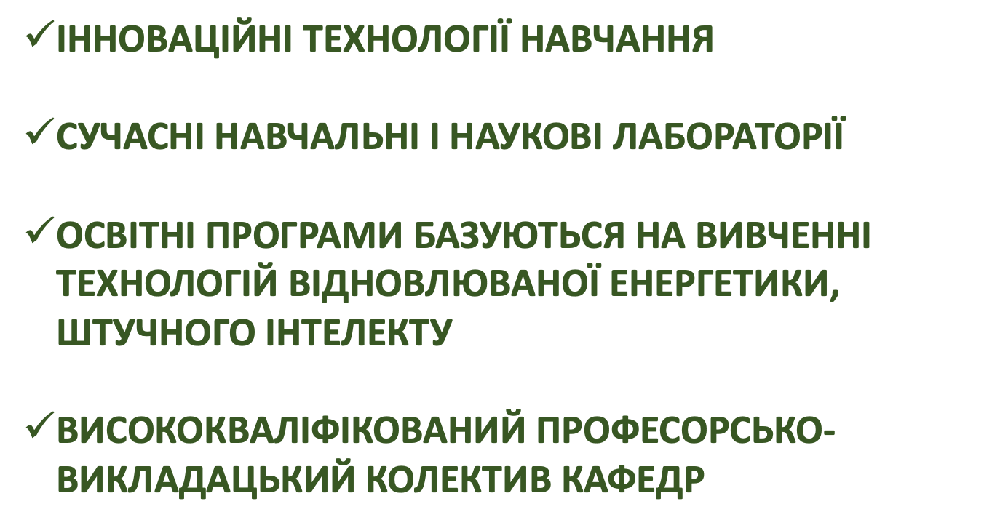 ✓ІННОВАЦІЙНІ ТЕХНОЛОГІЇ НАВЧАННЯ
✓СУЧАСНІ НАВЧАЛЬНІ І НАУКОВІ ЛАБОРАТОРІЇ
✓ОСВІТНІ ПРОГРАМИ БАЗУЮТЬСЯ НА ВИВЧЕННІ
ТЕХНОЛОГІЙ ВІДНОВЛЮВАНОЇ ЕНЕРГЕТИКИ,
ШТУЧНОГО ІНТЕЛЕКТУ
✓ВИСОКОКВАЛІФІКОВАНИЙ ПРОФЕСОРСЬКО-
ВИКЛАДАЦЬКИЙ КОЛЕКТИВ КАФЕДР